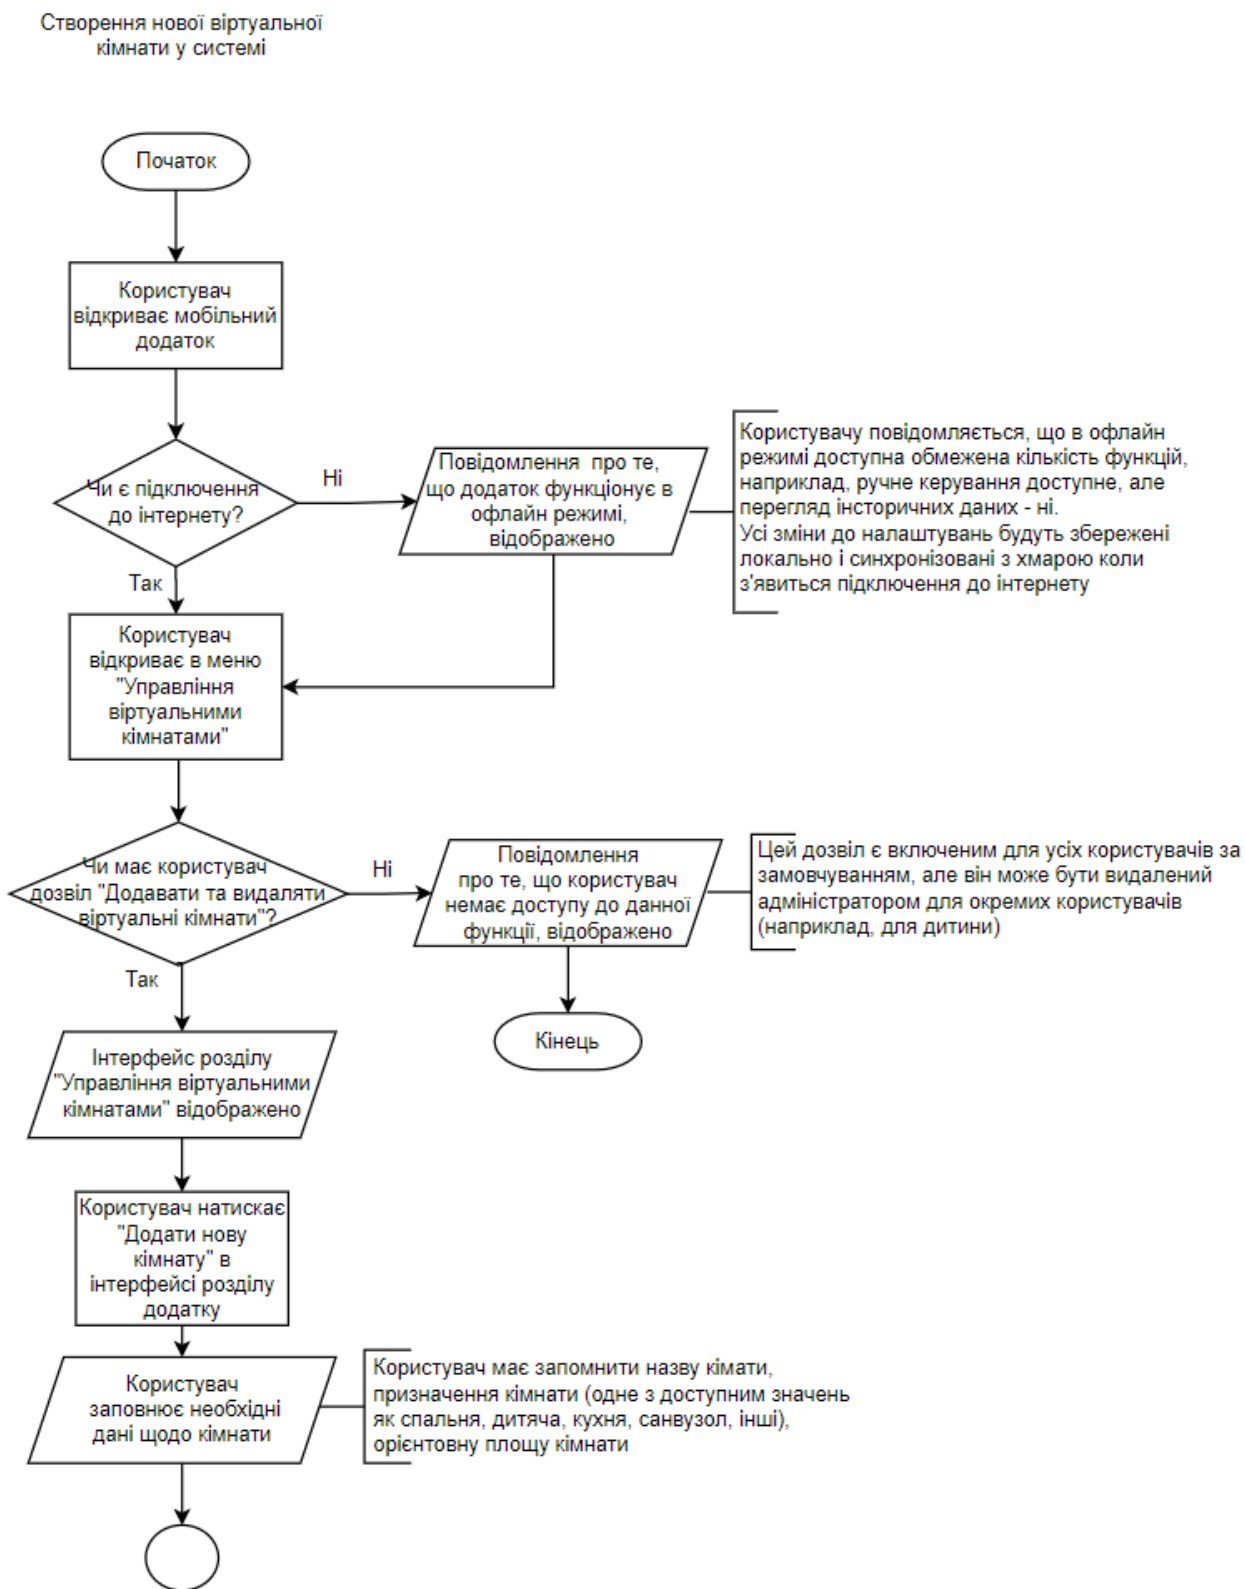 Створення нової віртуальної
кімнати у системі
Початок
Користувач
відкриває мобільний
додаток
Чи є підключення
до інтернету?
Ні
Повідомлення про те,
що додаток функціонує в
офлайн режимі,
відображено
Користувачу повідомляється, що в офлайн
режимі доступна обмежена кількість функцій,
наприклад, ручне керування доступне, але
перегляд інсторичних даних - ні.
Усі зміни до налаштувань будуть збережені
локально і синхронізовані з хмарою коли
з'явиться підключення до інтернету
Так
Користувач
відкриває в меню
"Управління
віртуальними
кімнатами"
Чи має користувач
дозвіл "Додавати та видаляти
віртуальні кімнати"?
Ні
Повідомлення
про те, що користувач
немає доступу до данної
функції, відображено
Цей дозвіл є включеним для усіх користувачів за
замовчуванням, але він може бути видалений
адміністратором для окремих користувачів
(наприклад, для дитини)
Так
Кінець
Інтерфейс розділу
"Управління віртуальними
кімнатами" відображено
Користувач натискає
"Додати нову
кімнату" в
інтерфейсі розділу
додатку
Користувач
заповнює необхідні
дані щодо кімнати
Користувач має запомнити назву кімати,
призначення кімнати (одне з доступним значень
як спальня, дитяча, кухня, санвузол, інші),
орієнтовну площу кімнати